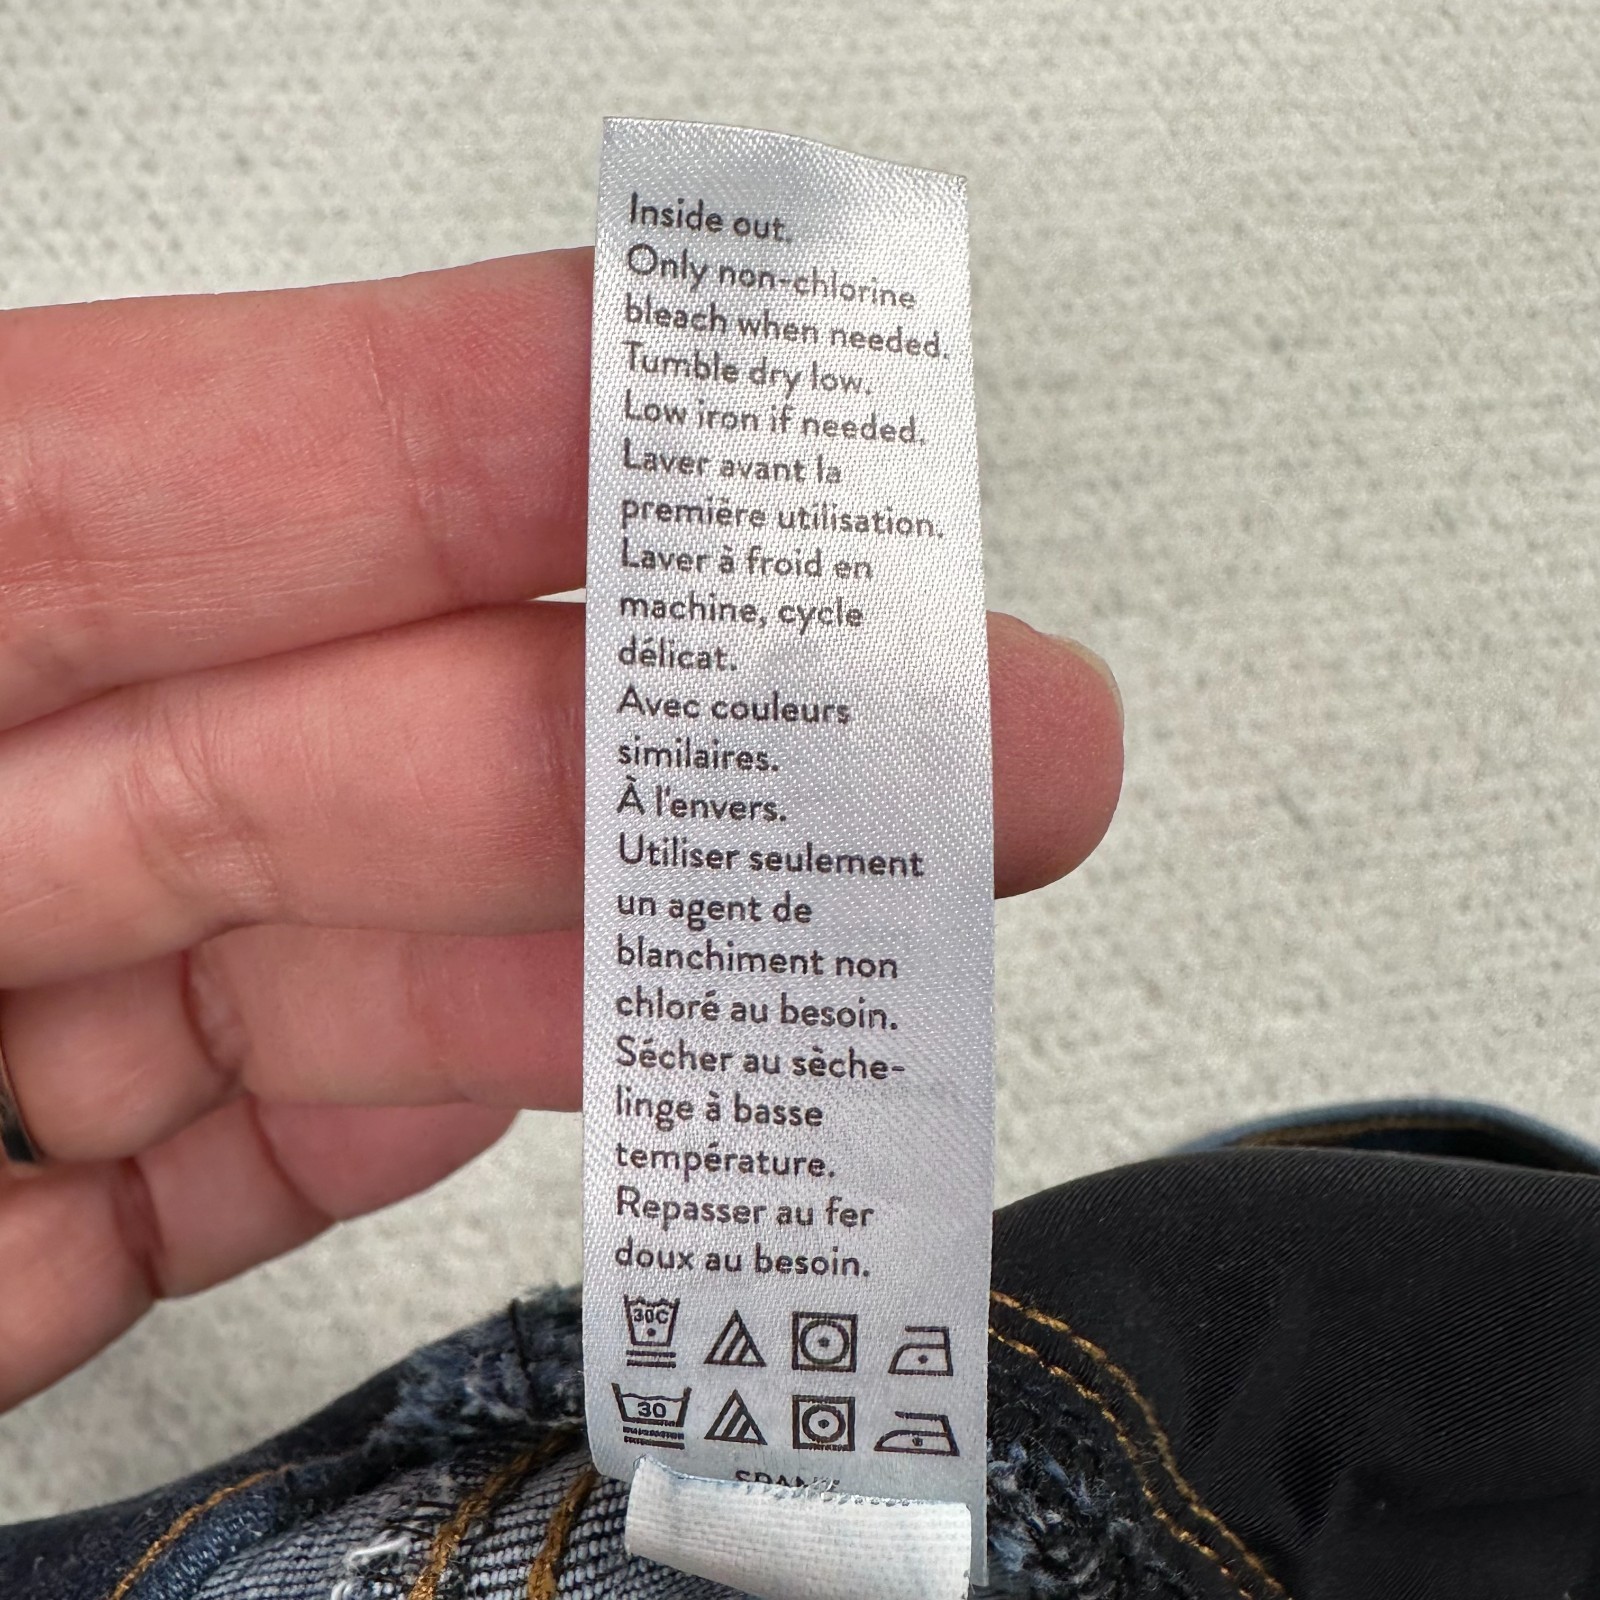 Inside out.
Only non-chlorine
bleach when needed.
Tumble dry low.
Low iron if needed.
Laver avant la
première utilisation.
Laver à froid en
machine, cycle
délicat.
Avec couleurs
similaires.
À l'envers.
Utiliser seulement
un agent de
blanchiment non
chloré au besoin.
Sécher au sèche-
linge à basse
température.
Repasser au fer
doux au besoin.
30C
30